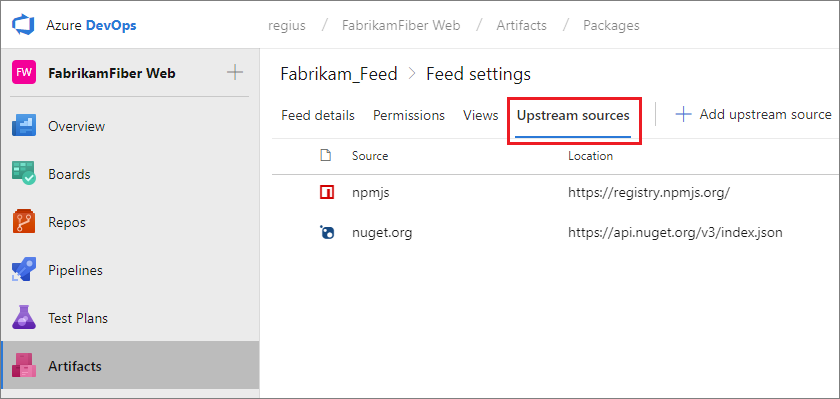 Azure DevOps
regius / FabrikamFiber Web / Artifacts / Packages
FW FabrikamFiber Web
Fabrikam_Feed > Feed settings
Overview
Boards
Repos
Pipelines
Test Plans
Artifacts
Feed details Permissions Views Upstream sources Add upstream source
Source Location
npmjs https://registry.npmjs.org/
nuget.org https://api.nuget.org/v3/index.json